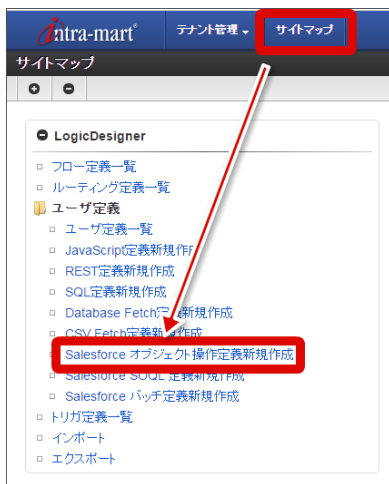 intra-mart® テナント管理 サイトマップ
サイトマップ
LogicDesigner
フロー定義一覧
ルーティング定義一覧
ユーザ定義
ユーザ定義一覧
JavaScript定義新規作成
REST定義新規作成
SQL定義新規作成
Database Fetch定義新規作成
CSV Fetch定義新規作成
Salesforce オブジェクト操作定義新規作成
Salesforce SOQL 定義新規作成
Salesforce バッチ定義新規作成
トリガ定義一覧
インポート
エクスポート